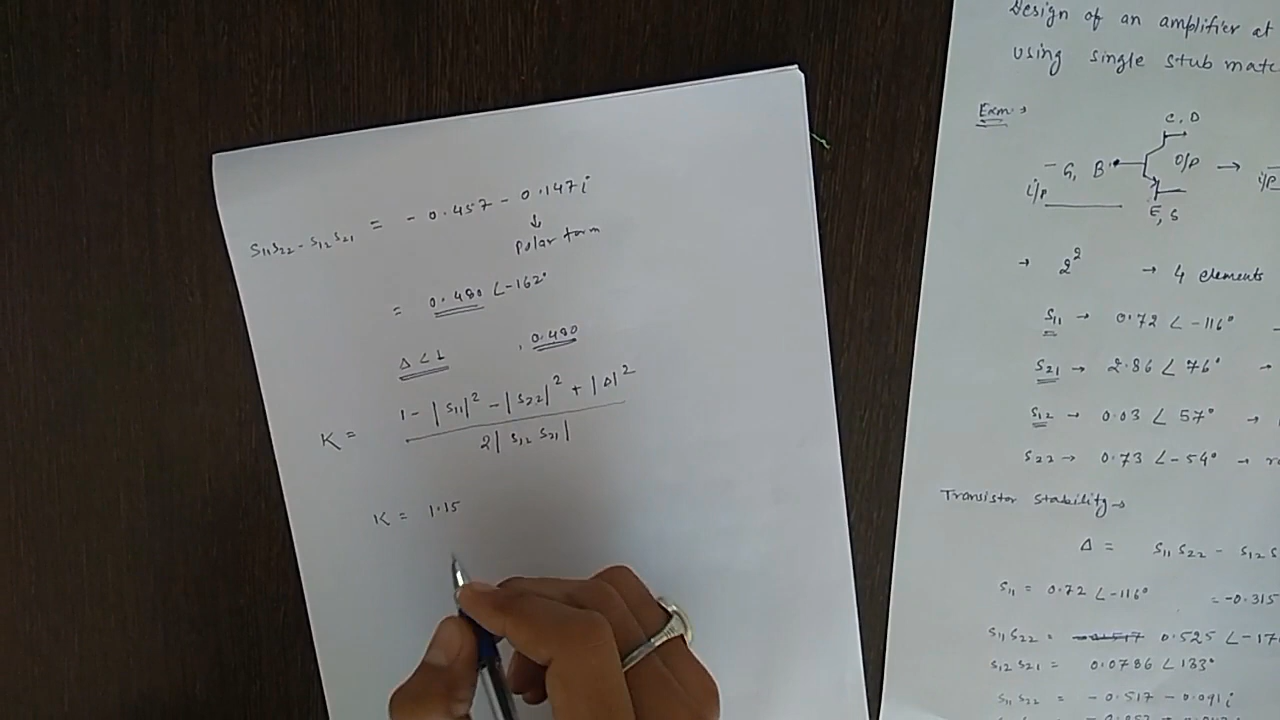 S11S22 - S12S21 = - 0.457 - 0.147i
↓
Polar form
= 0.480 ∠-162°
Δ < 1 , 0.480
K = 1 - |S11|² - |S22|² + |Δ|² / 2|S12 S21|
K = 1.15
Design of an amplifier at
using single stub matc
Exm →
C, D
G, B O/P → i/P
i/p
E, S
→ 2² → 4 elements
S11 → 0.72 ∠-116°
S21 → 2.86 ∠76° →
S12 → 0.03 ∠57° →
S22 → 0.73 ∠-54° →
Transistor Stability →
Δ = S11 S22 - S12 S
S11 = 0.72 ∠-116° = -0.315
S11S22 = 0.525 ∠-17
S12 S21 = 0.0786 ∠133°
S11 S22 = - 0.517 - 0.091i